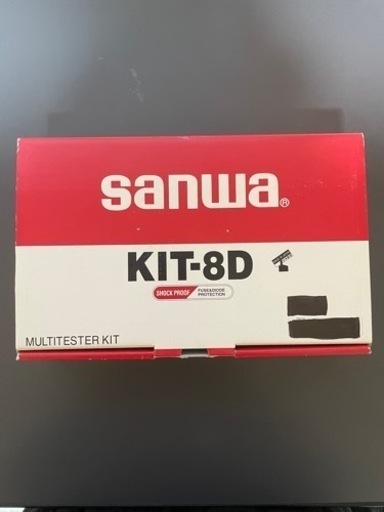 sanwa®
KIT-8D
SHOCK PROOF FUSE&DIODE
PROTECTION
MULTITESTER KIT